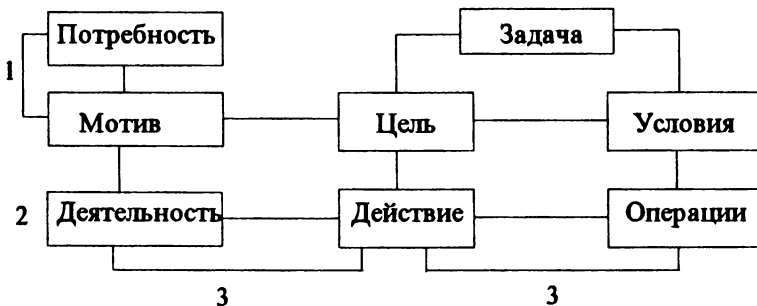 Потребность
Задача
1
Мотив
Цель
Условия
2
Деятельность
Действие
Операции
3
3